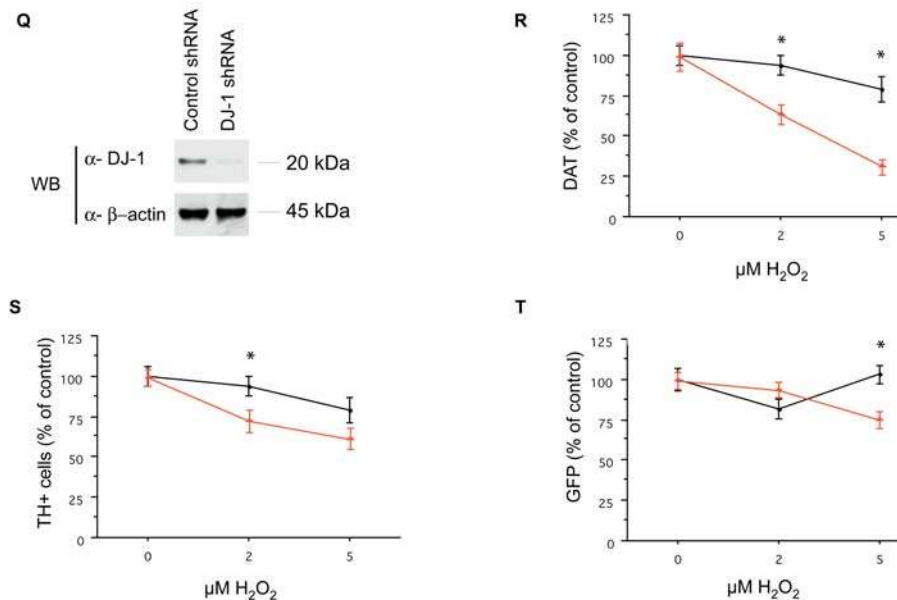 Q
Control shRNA
DJ-1 shRNA
WB
α- DJ-1
20 kDa
α- β–actin
45 kDa
R
DAT (% of control)
125
100
75
50
25
0
*
*
0
2
5
µM H₂O₂
S
TH+ cells (% of control)
125
100
75
50
25
0
*
0
2
5
µM H₂O₂
T
GFP (% of control)
125
100
75
50
25
0
*
0
2
5
µM H₂O₂